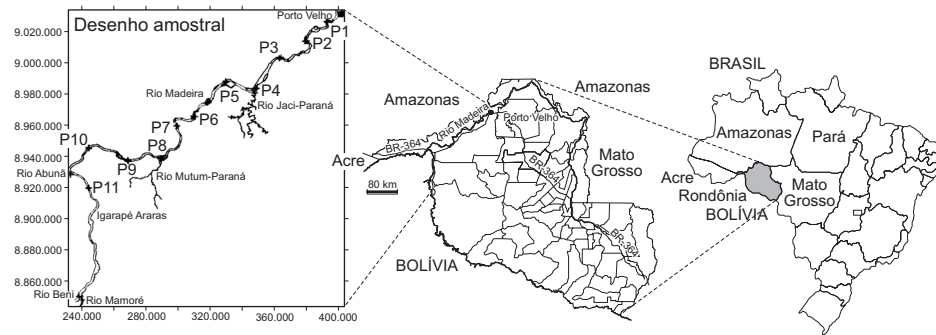 Desenho amostral
Porto Velho
9.020.000
P1
P2
P3
9.000.000
P4
8.980.000
Rio Madeira
P5
Rio Jaci-Paraná
P6
8.960.000
P7
P10
8.940.000
P8
P9
Rio Abunã
Rio Mutum-Paraná
8.920.000
P11
Igarapé Araras
8.900.000
8.880.000
8.860.000
Rio Beni
Rio Mamoré
240.000
280.000
320.000
360.000
400.000
Amazonas
Amazonas
Rio Madeira
Porto Velho
BR-364
Acre
80 km
BR-364
Mato
Grosso
BR-364
BOLÍVIA
BRASIL
Amazonas
Pará
Acre
Rondônia
Mato
Grosso
BOLÍVIA